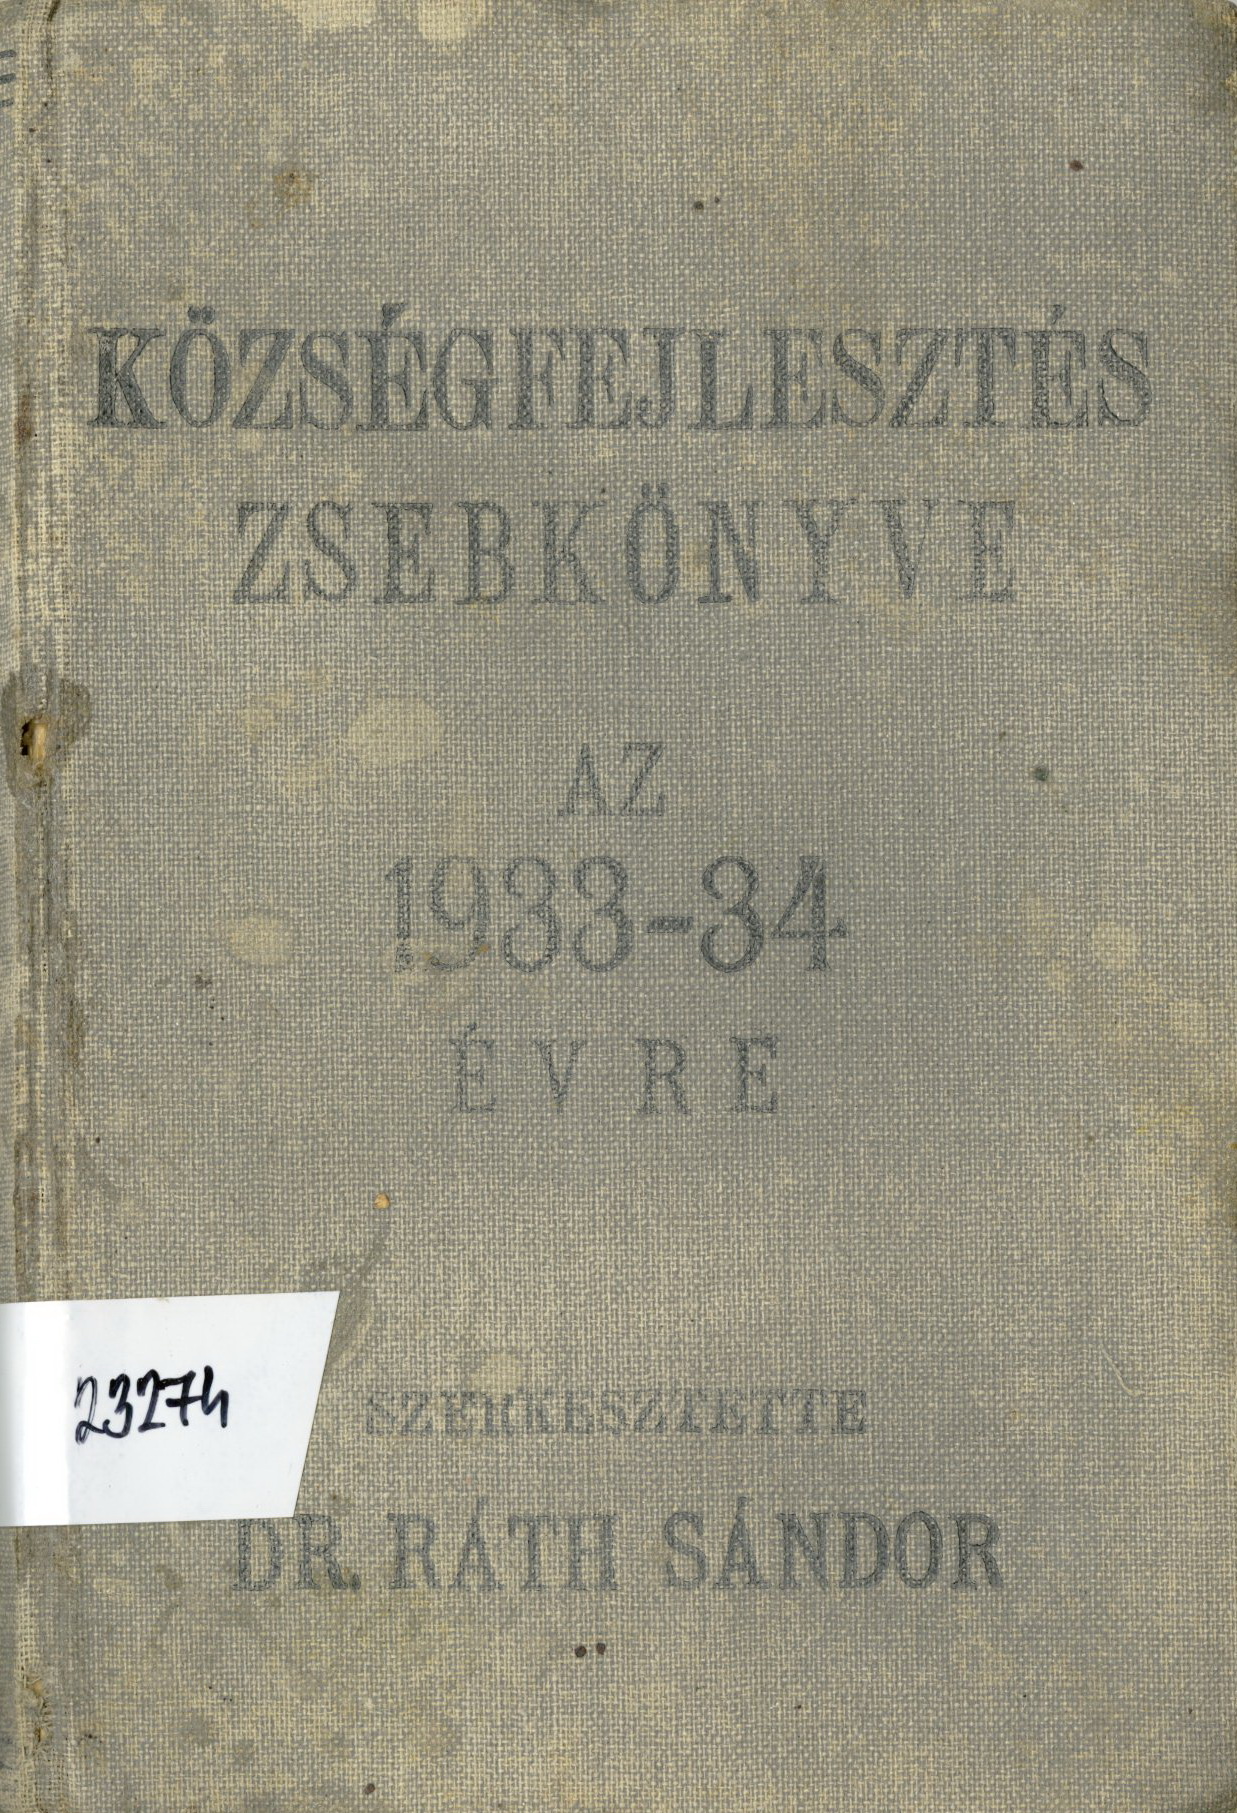 KÖZSÉGFEJLESZTÉS
ZSEBKÖNYVE
AZ
1933-34
ÉVRE
23274
SZERKESZTETTE
DR. RÁTH SÁNDOR